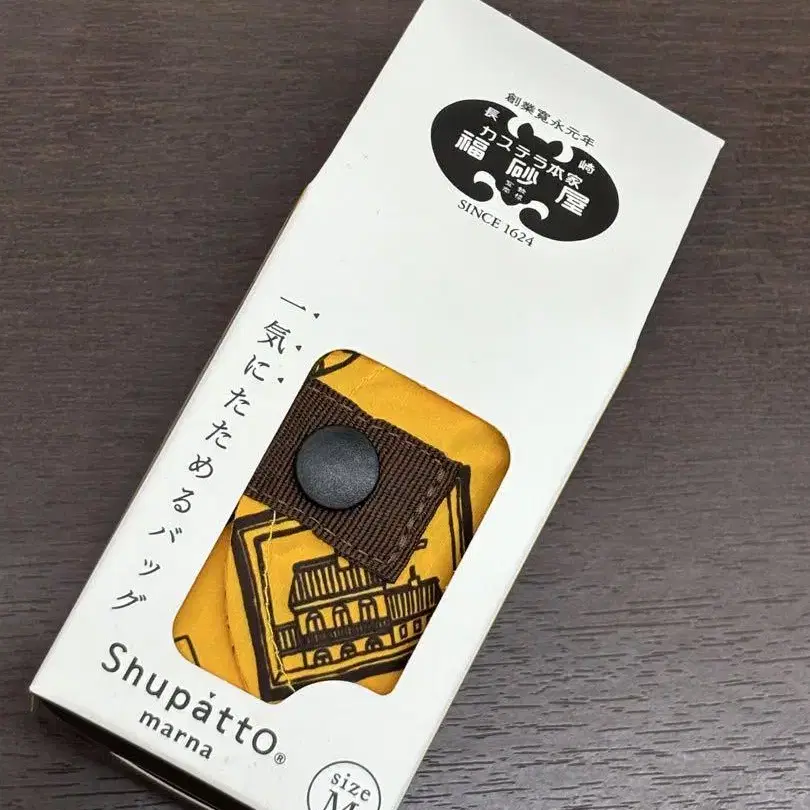 創業寛永元年
長崎
カステラ本家
福砂屋
SINCE 1624
一気にたためるバッグ
Shupatto®
marna
size
M